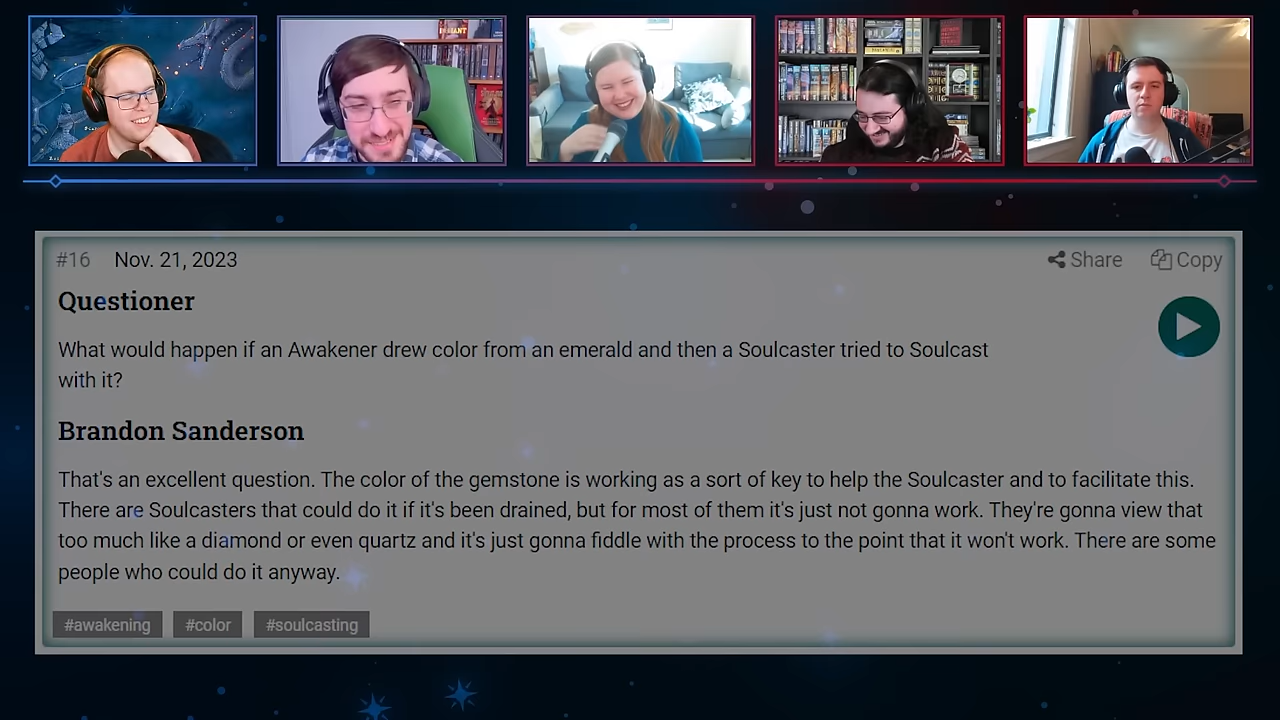 #16 Nov. 21, 2023 Share Copy
Questioner
What would happen if an Awakener drew color from an emerald and then a Soulcaster tried to Soulcast
with it?
Brandon Sanderson
That's an excellent question. The color of the gemstone is working as a sort of key to help the Soulcaster and to facilitate this.
There are Soulcasters that could do it if it's been drained, but for most of them it's just not gonna work. They're gonna view that
too much like a diamond or even quartz and it's just gonna fiddle with the process to the point that it won't work. There are some
people who could do it anyway.
#awakening #color #soulcasting